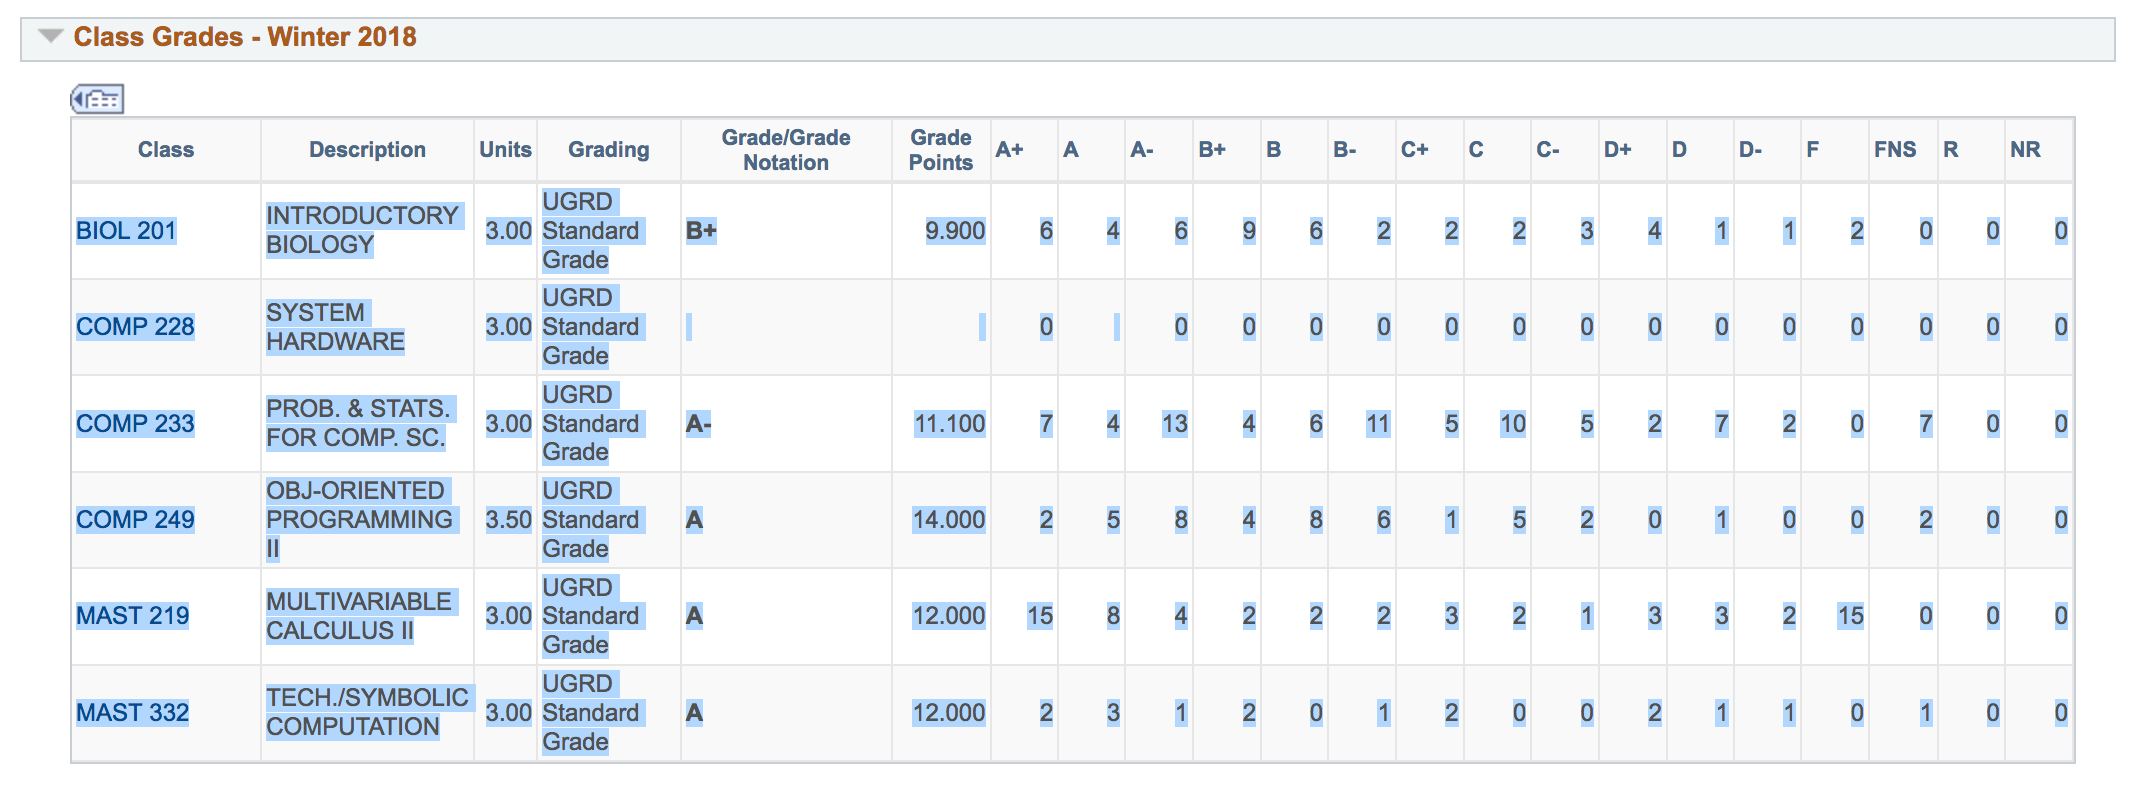 Class Grades - Winter 2018
Class Description Units Grading Grade/Grade Notation Grade Points A+ A A- B+ B B- C+ C C- D+ D D- F FNS R NR
BIOL 201 INTRODUCTORY BIOLOGY 3.00 UGRD Standard Grade B+ 9.900 6 4 6 9 6 2 2 2 3 4 1 1 2 0 0 0
COMP 228 SYSTEM HARDWARE 3.00 UGRD Standard Grade 0 0 0 0 0 0 0 0 0 0 0 0 0 0 0
COMP 233 PROB. & STATS. FOR COMP. SC. 3.00 UGRD Standard Grade A- 11.100 7 4 13 4 6 11 5 10 5 2 7 2 0 7 0 0
COMP 249 OBJ-ORIENTED PROGRAMMING II 3.50 UGRD Standard Grade A 14.000 2 5 8 4 8 6 1 5 2 0 1 0 0 2 0 0
MAST 219 MULTIVARIABLE CALCULUS II 3.00 UGRD Standard Grade A 12.000 15 8 4 2 2 2 3 2 1 3 3 2 15 0 0 0
MAST 332 TECH./SYMBOLIC COMPUTATION 3.00 UGRD Standard Grade A 12.000 2 3 1 2 0 1 2 0 0 2 1 1 0 1 0 0